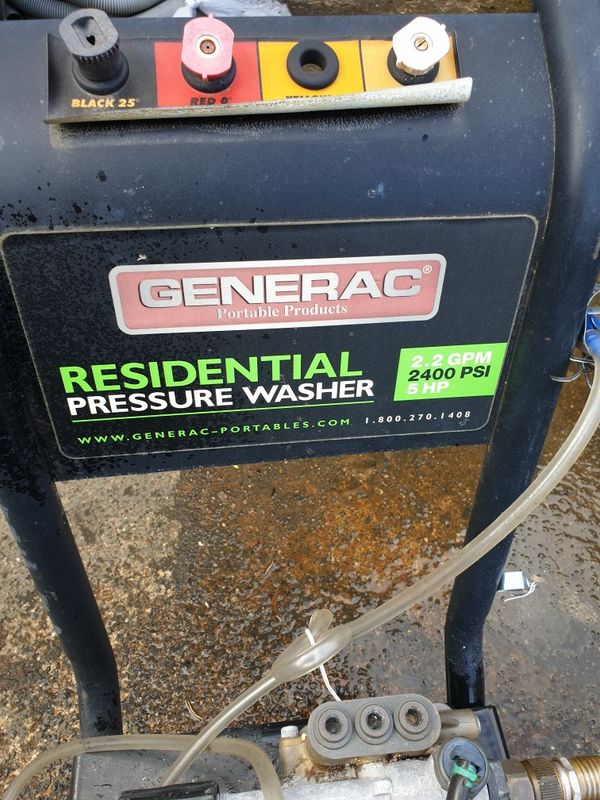 BLACK 25°
RED 0°
GENERAC®
Portable Products
RESIDENTIAL
PRESSURE WASHER
2.2 GPM
2400 PSI
5 HP
WWW.GENERAC-PORTABLES.COM 1.800.270.1408